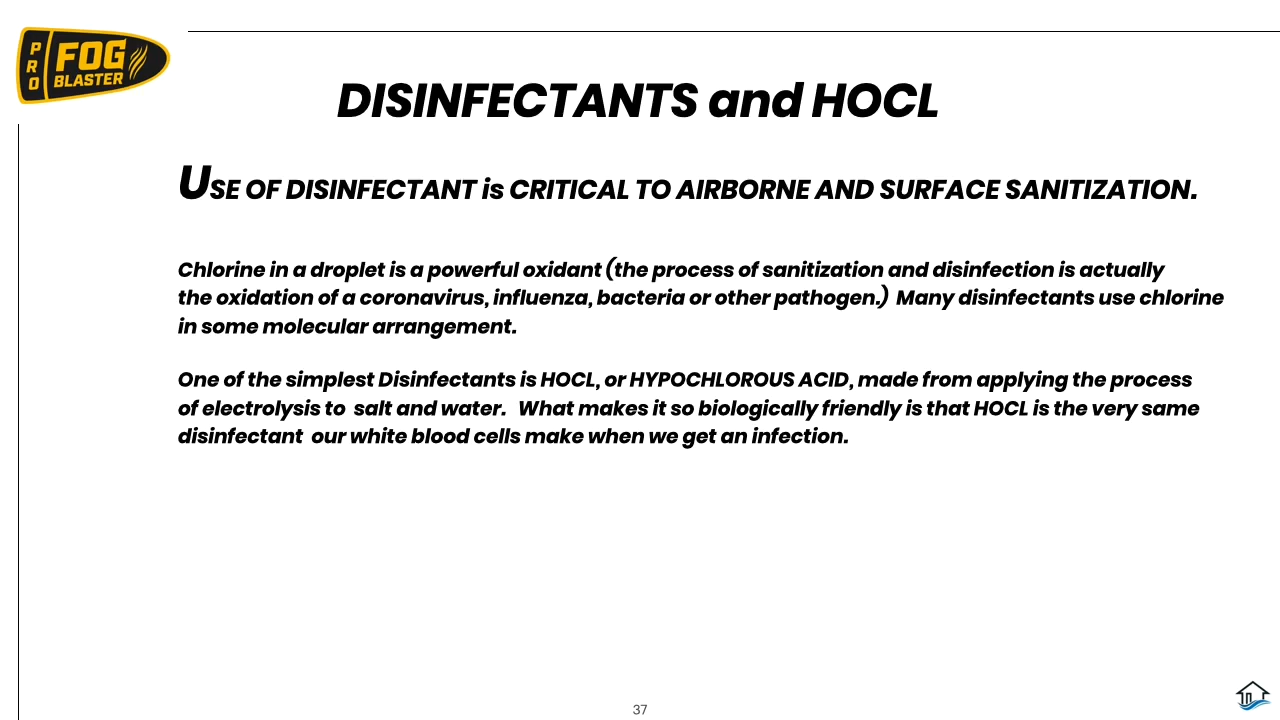 PRO FOG
BLASTER
DISINFECTANTS and HOCL
USE OF DISINFECTANT is CRITICAL TO AIRBORNE AND SURFACE SANITIZATION.
Chlorine in a droplet is a powerful oxidant (the process of sanitization and disinfection is actually
the oxidation of a coronavirus, influenza, bacteria or other pathogen.)  Many disinfectants use chlorine
in some molecular arrangement.
One of the simplest Disinfectants is HOCL, or HYPOCHLOROUS ACID, made from applying the process
of electrolysis to  salt and water.   What makes it so biologically friendly is that HOCL is the very same
disinfectant  our white blood cells make when we get an infection.
37